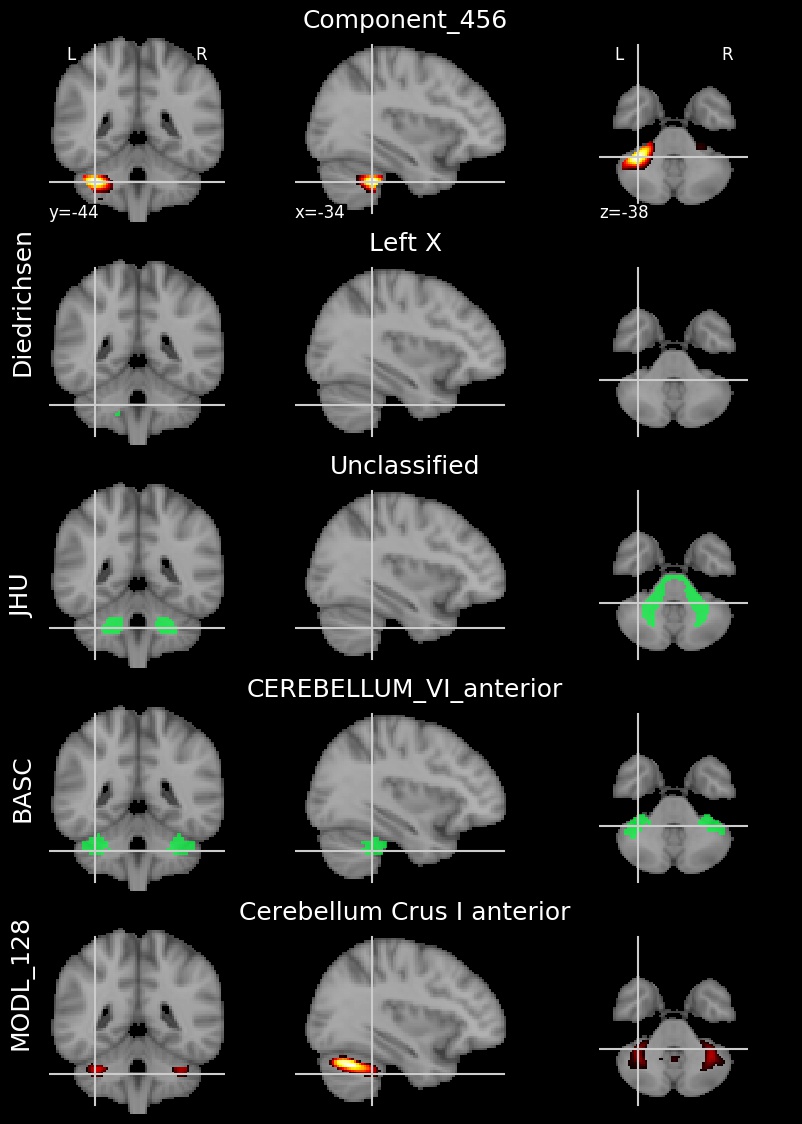 Component_456
L
R
L
R
y=-44
x=-34
z=-38
Diedrichsen
Left X
JHU
Unclassified
BASC
CEREBELLUM_VI_anterior
MODL_128
Cerebellum Crus I anterior